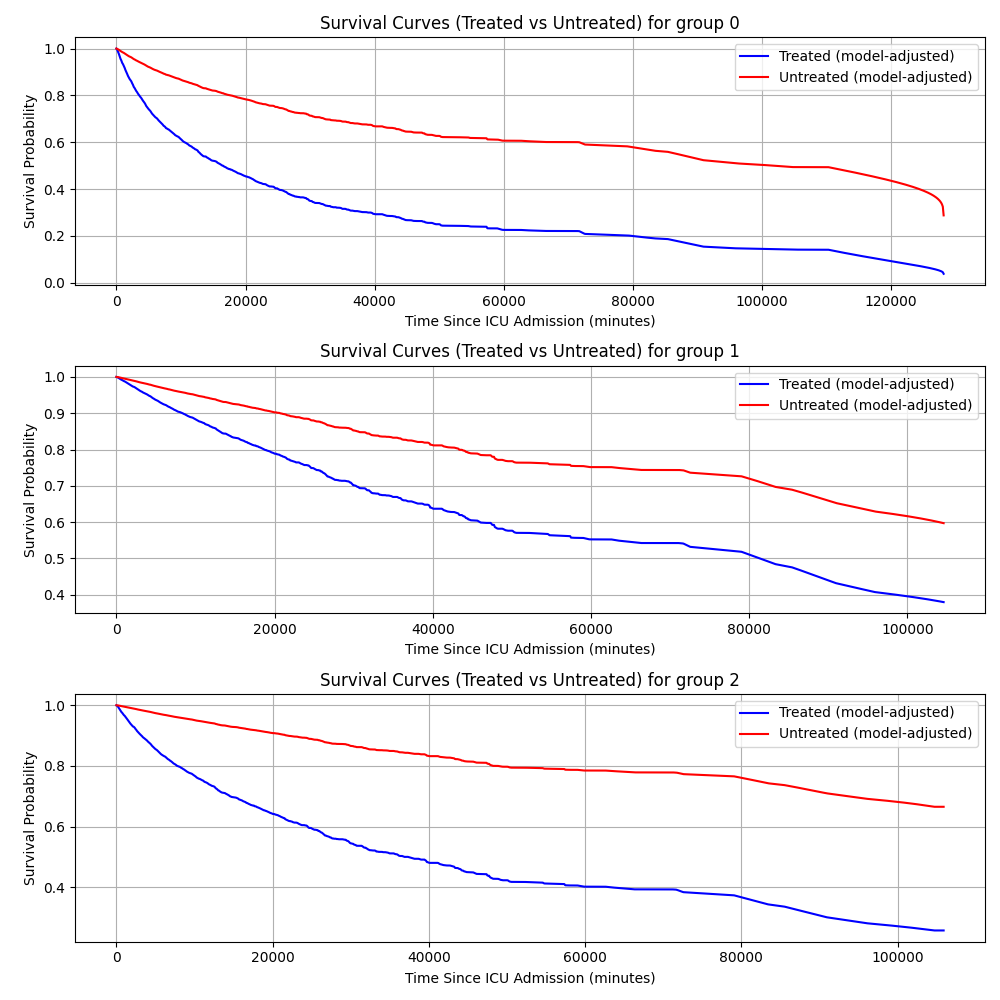 Survival Curves (Treated vs Untreated) for group 0
Treated (model-adjusted)
Untreated (model-adjusted)
Survival Probability
1.0
0.8
0.6
0.4
0.2
0.0
0 20000 40000 60000 80000 100000 120000
Time Since ICU Admission (minutes)
Survival Curves (Treated vs Untreated) for group 1
Treated (model-adjusted)
Untreated (model-adjusted)
Survival Probability
1.0
0.9
0.8
0.7
0.6
0.5
0.4
0 20000 40000 60000 80000 100000
Time Since ICU Admission (minutes)
Survival Curves (Treated vs Untreated) for group 2
Treated (model-adjusted)
Untreated (model-adjusted)
Survival Probability
1.0
0.8
0.6
0.4
0 20000 40000 60000 80000 100000
Time Since ICU Admission (minutes)